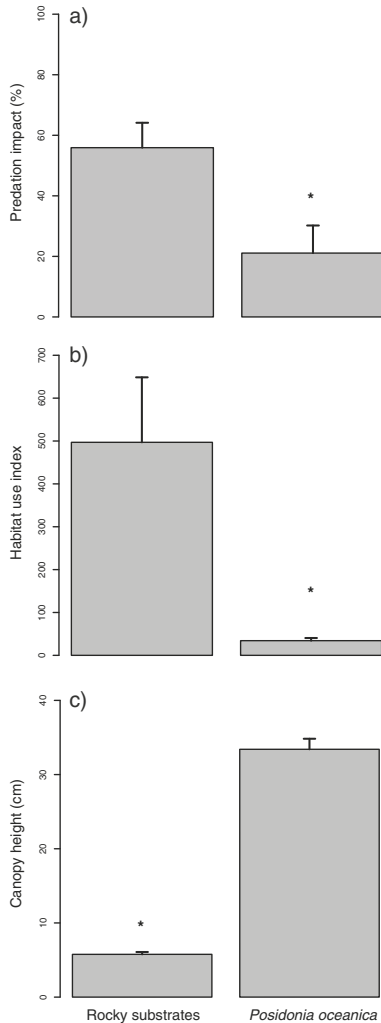 a)
Predation impact (%)
100
80
60
40
20
0
*
b)
Habitat use index
700
600
500
400
300
200
100
0
*
c)
Canopy height (cm)
40
30
20
10
0
*
Rocky substrates
Posidonia oceanica